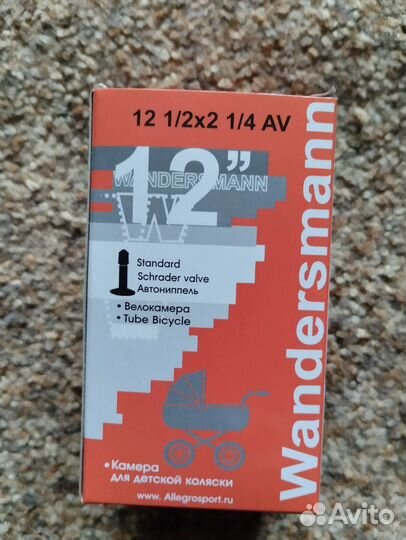 12 1/2x2 1/4 AV
12”
WANDERSMANN
W
Standard
Schrader valve
Автониппель
• Велокамера
• Tube Bicycle
Wandersmann
• Камера
для детской коляски
www.Allegrosport.ru
Avito